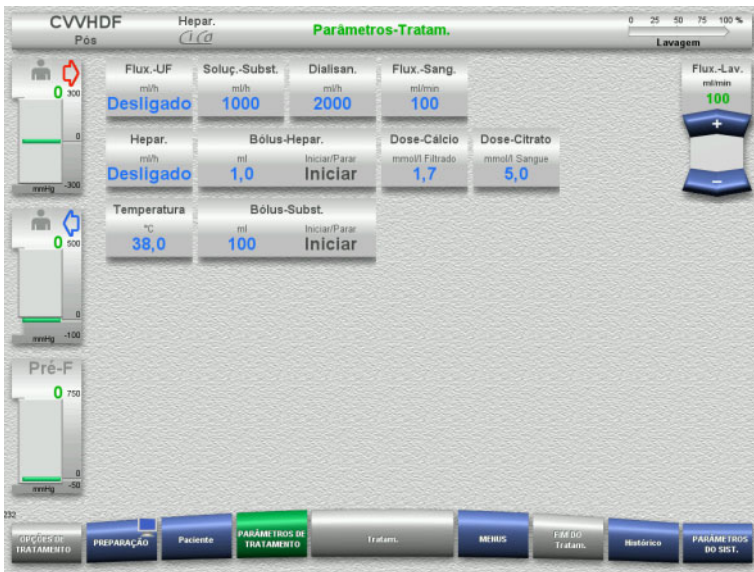 CVVHDF
Pós
Hepar.
Ci Ca
Parâmetros-Tratam.
0 25 50 75 100 %
Lavagem
0 300
0
-300
mmHg
Flux.-UF
ml/h
Desligado
Soluç.-Subst.
ml/h
1000
Dialisan.
ml/h
2000
Flux.-Sang.
ml/min
100
Flux.-Lav.
ml/min
100
+
−
Hepar.
ml/h
Desligado
Bólus-Hepar.
ml Iniciar/Parar
1,0 Iniciar
Dose-Cálcio
mmol/l Filtrado
1,7
Dose-Citrato
mmol/l Sangue
5,0
0 500
0
-100
mmHg
Temperatura
°C
38,0
Bólus-Subst.
ml Iniciar/Parar
100 Iniciar
Pré-F
0 750
0
-50
mmHg
232
OPÇÕES DE
TRATAMENTO
PREPARAÇÃO
Paciente
PARÂMETROS DE
TRATAMENTO
Tratam.
MENUS
FIM DO
Tratam.
Histórico
PARÂMETROS
DO SIST.